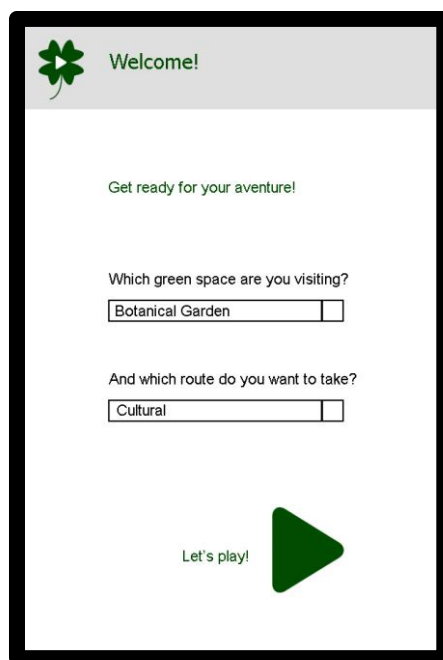 Welcome!
Get ready for your aventure!
Which green space are you visiting?
Botanical Garden
And which route do you want to take?
Cultural
Let's play!